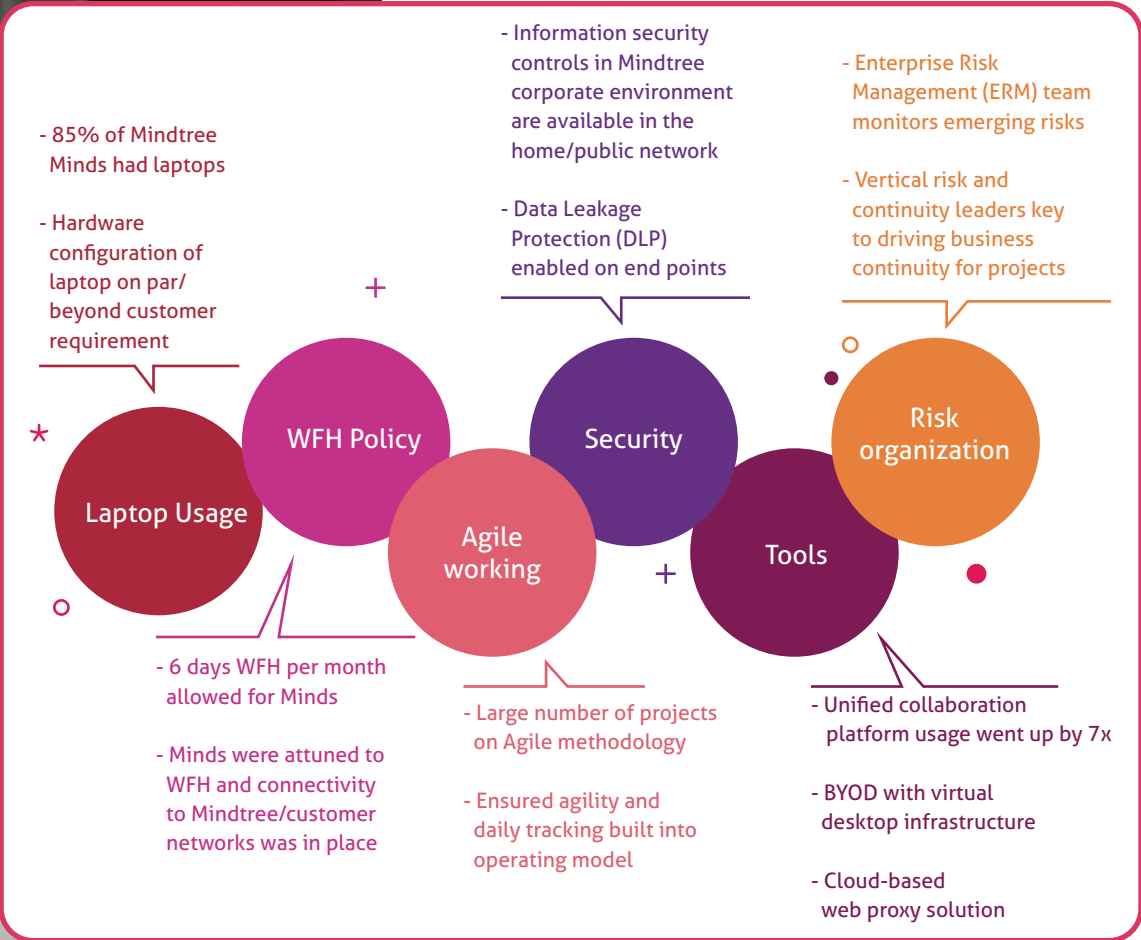 - 85% of Mindtree
Minds had laptops
- Hardware
configuration of
laptop on par/
beyond customer
requirement
Laptop Usage
WFH Policy
- 6 days WFH per month
allowed for Minds
- Minds were attuned to
WFH and connectivity
to Mindtree/customer
networks was in place
Agile
working
- Large number of projects
on Agile methodology
- Ensured agility and
daily tracking built into
operating model
- Information security
controls in Mindtree
corporate environment
are available in the
home/public network
- Data Leakage
Protection (DLP)
enabled on end points
Security
Tools
- Unified collaboration
platform usage went up by 7x
- BYOD with virtual
desktop infrastructure
- Cloud-based
web proxy solution
- Enterprise Risk
Management (ERM) team
monitors emerging risks
- Vertical risk and
continuity leaders key
to driving business
continuity for projects
Risk
organization